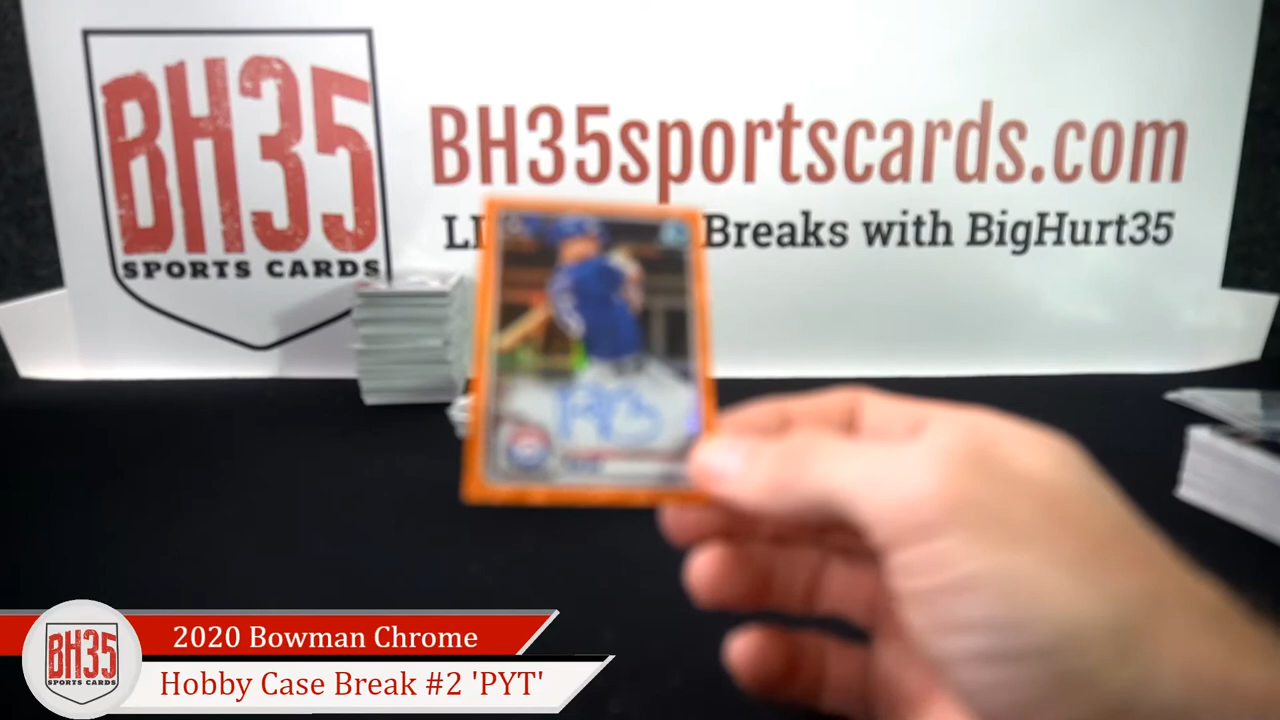 BH35
SPORTS CARDS
BH35sportscards.com
Breaks with BigHurt35
2020 Bowman Chrome
Hobby Case Break #2 'PYT'
BH35
SPORTS CARDS